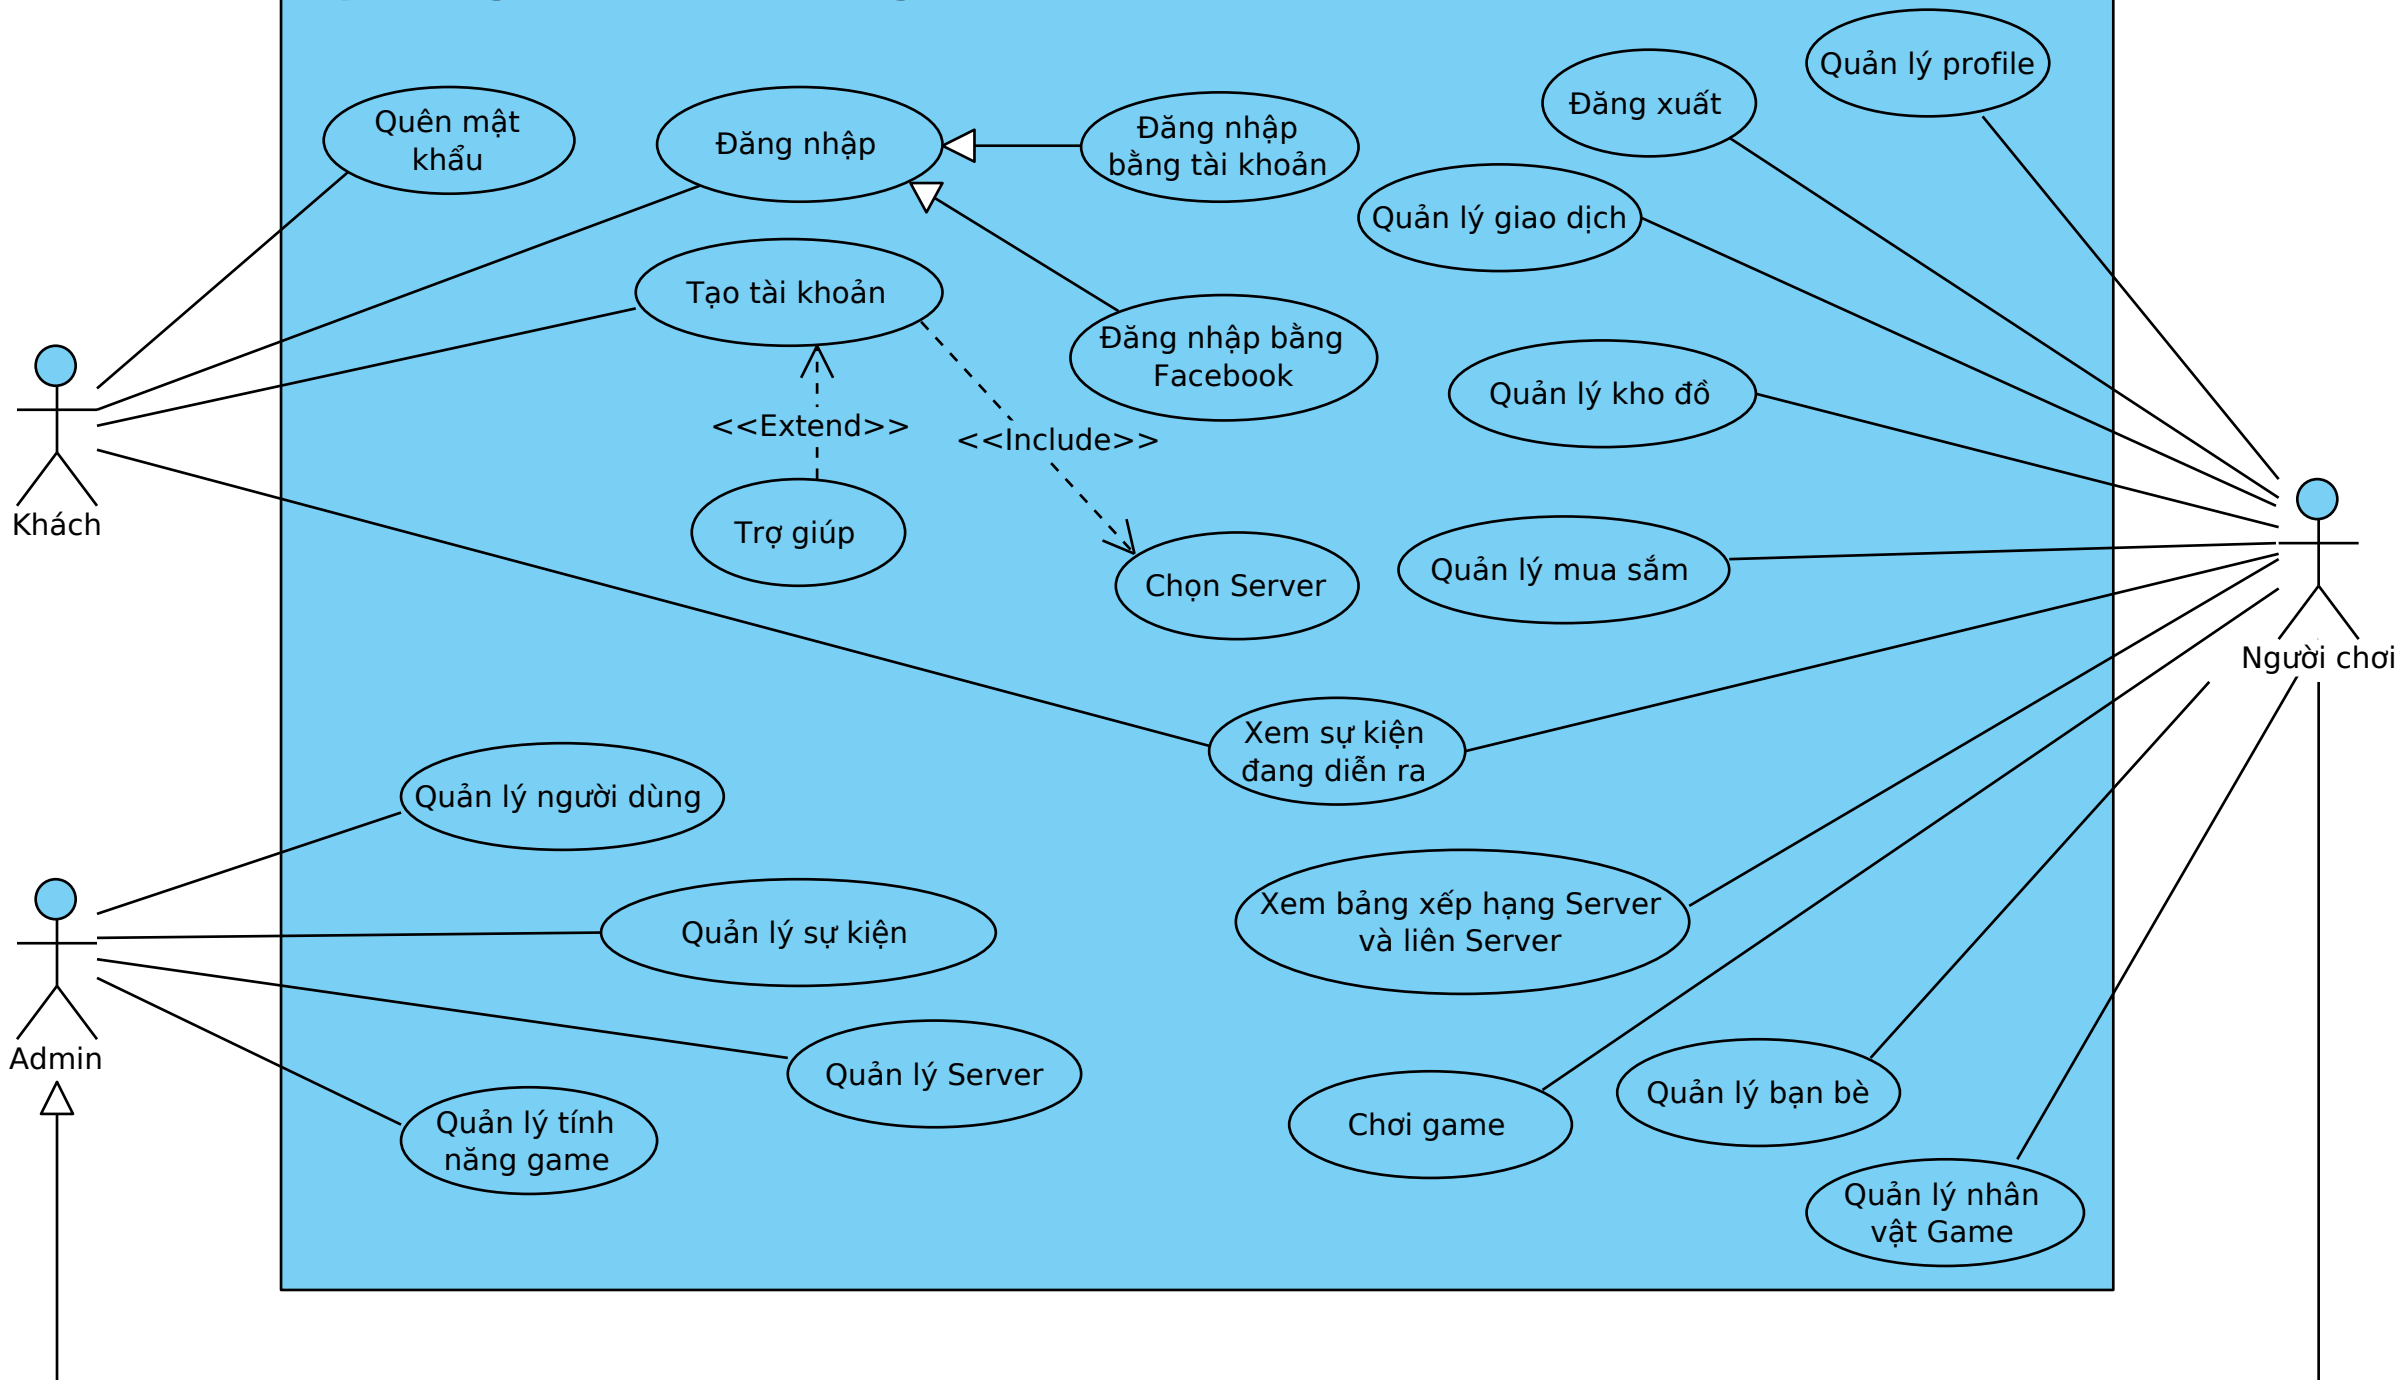 Quản lý profile
Đăng xuất
Quên mật
khẩu
Đăng nhập
Đăng nhập
bằng tài khoản
Quản lý giao dịch
Tạo tài khoản
Đăng nhập bằng
Facebook
Quản lý kho đồ
<<Extend>>
<<Include>>
Khách
Trợ giúp
Chọn Server
Quản lý mua sắm
Người chơi
Xem sự kiện
đang diễn ra
Quản lý người dùng
Xem bảng xếp hạng Server
và liên Server
Quản lý sự kiện
Admin
Quản lý Server
Quản lý bạn bè
Chơi game
Quản lý tính
năng game
Quản lý nhân
vật Game